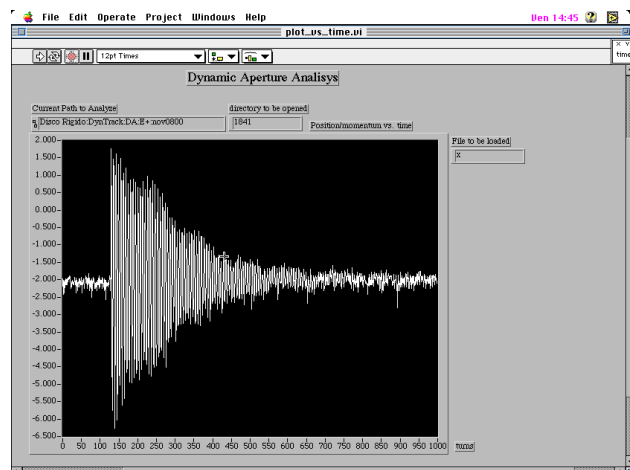 File Edit Operate Project Windows Help
Ven 14:45
plot_vs_time.vi
x v
time
12pt Times
Dynamic Aperture Analisys
Current Path to Analyze
directory to be opened
Disco Rigido:DynTrack:DA:E+:nov0800
1841
Position/momentum vs. time
File to be loaded
x
2.000
1.500
1.000
0.500
0.000
-0.500
-1.000
-1.500
-2.000
-2.500
-3.000
-3.500
-4.000
-4.500
-5.000
-5.500
-6.000
-6.500
0 50 100 150 200 250 300 350 400 450 500 550 600 650 700 750 800 850 900 950 1000
turns